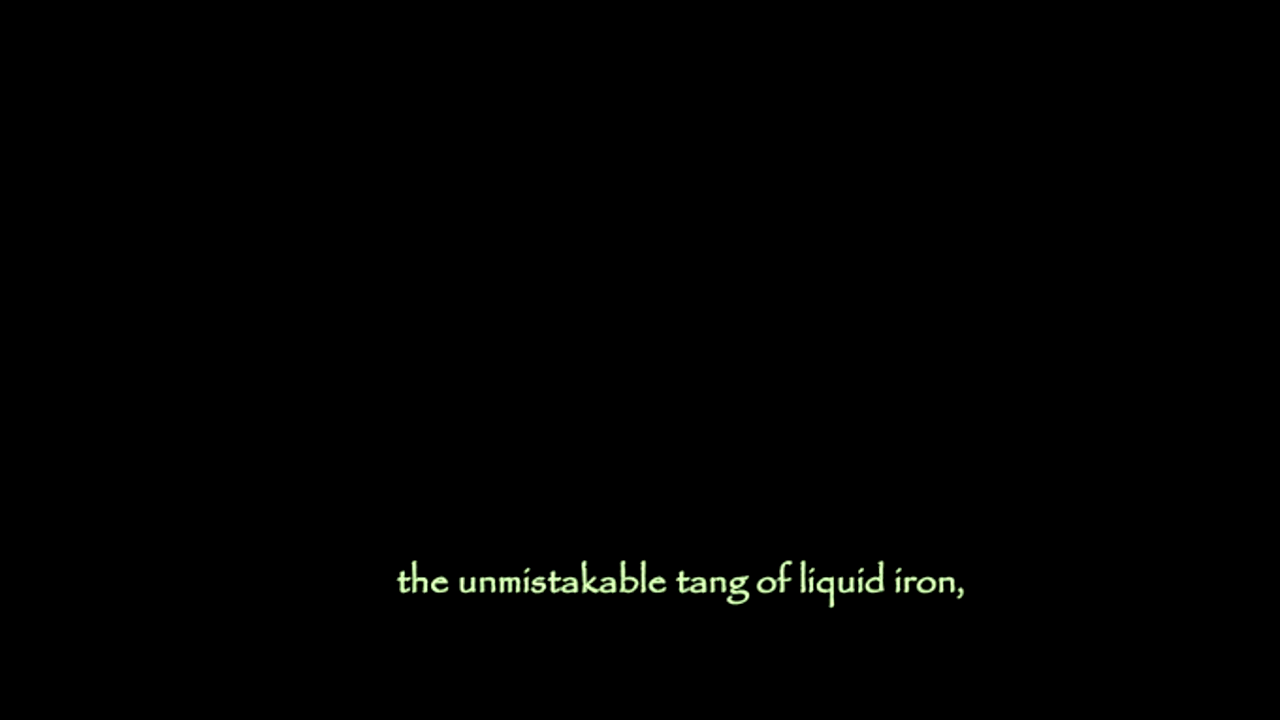 the unmistakable tang of liquid iron,